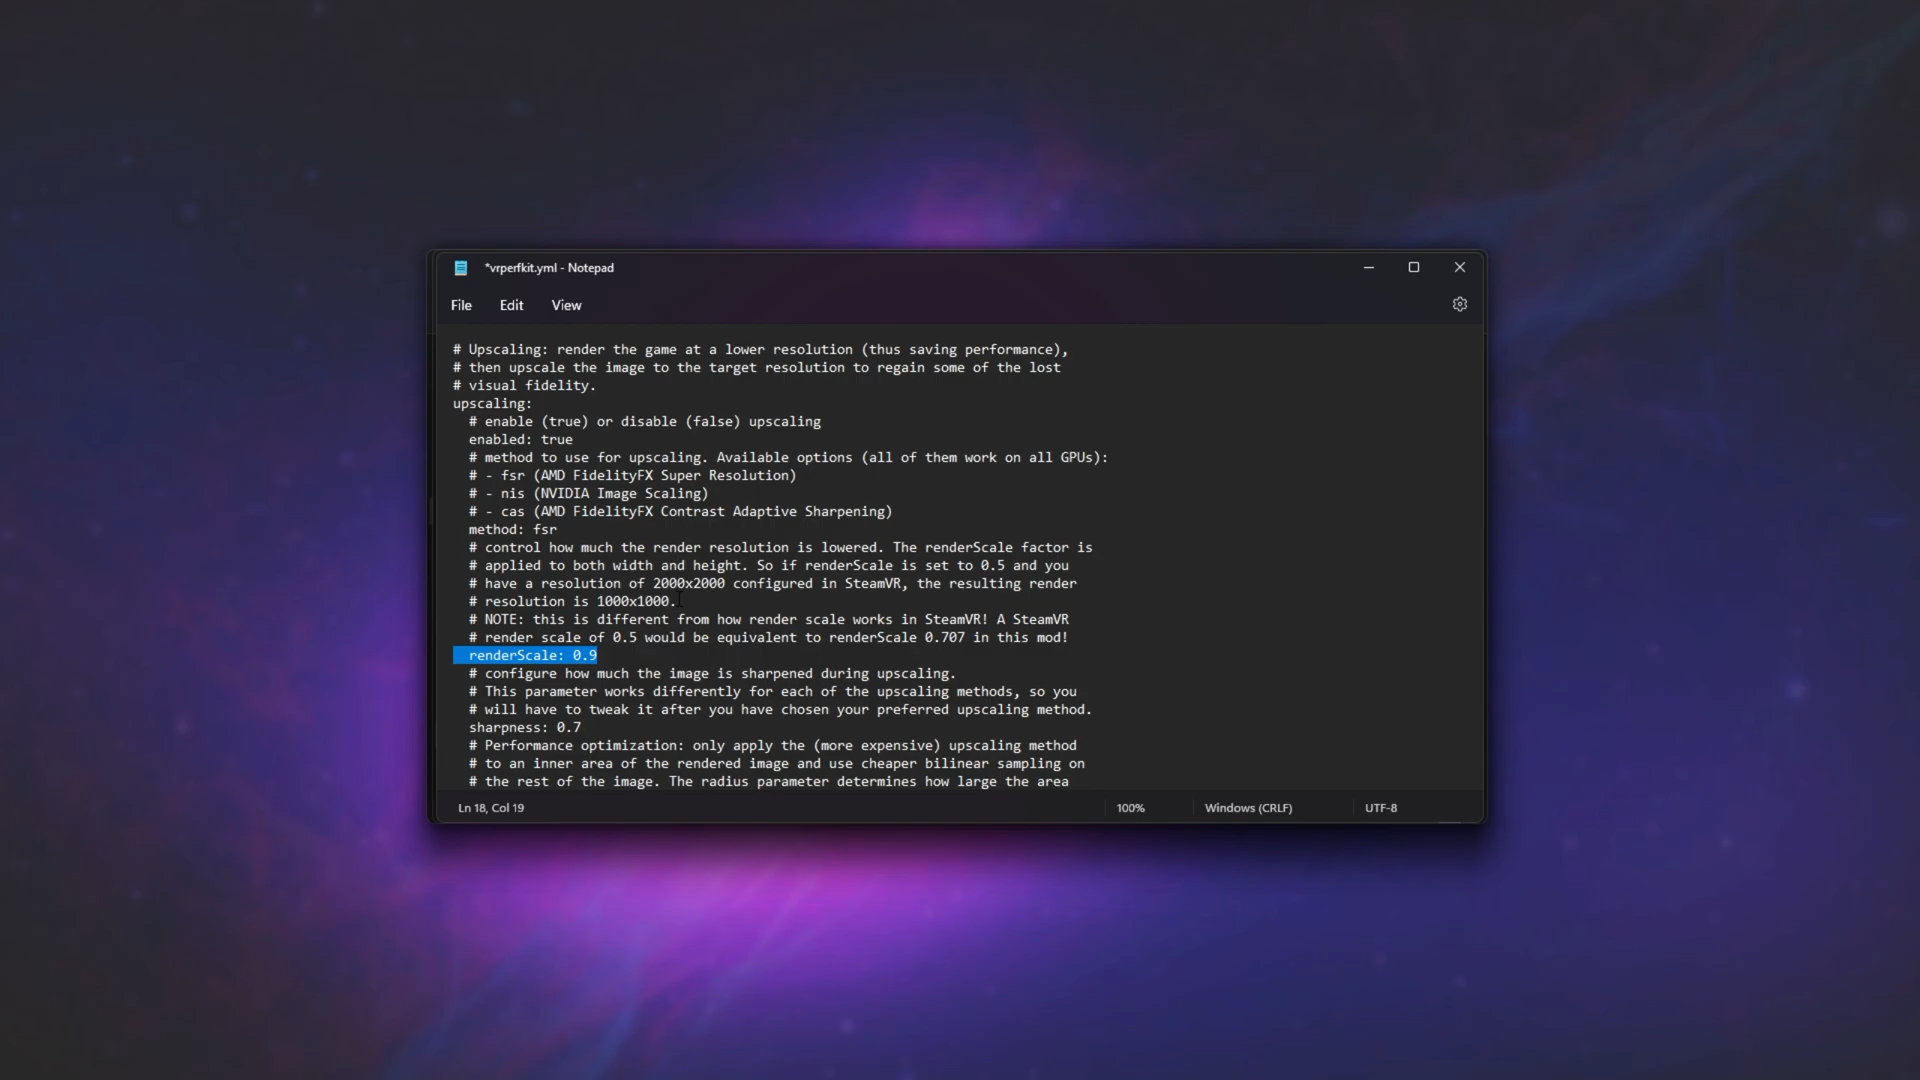 *vrperfkit.yml - Notepad
File Edit View
# Upscaling: render the game at a lower resolution (thus saving performance),
# then upscale the image to the target resolution to regain some of the lost
# visual fidelity.
upscaling:
# enable (true) or disable (false) upscaling
enabled: true
# method to use for upscaling. Available options (all of them work on all GPUs):
# - fsr (AMD FidelityFX Super Resolution)
# - nis (NVIDIA Image Scaling)
# - cas (AMD FidelityFX Contrast Adaptive Sharpening)
method: fsr
# control how much the render resolution is lowered. The renderScale factor is
# applied to both width and height. So if renderScale is set to 0.5 and you
# have a resolution of 2000x2000 configured in SteamVR, the resulting render
# resolution is 1000x1000.
# NOTE: this is different from how render scale works in SteamVR! A SteamVR
# render scale of 0.5 would be equivalent to renderScale 0.707 in this mod!
renderScale: 0.9
# configure how much the image is sharpened during upscaling.
# This parameter works differently for each of the upscaling methods, so you
# will have to tweak it after you have chosen your preferred upscaling method.
sharpness: 0.7
# Performance optimization: only apply the (more expensive) upscaling method
# to an inner area of the rendered image and use cheaper bilinear sampling on
# the rest of the image. The radius parameter determines how large the area
Ln 18, Col 19 100% Windows (CRLF) UTF-8